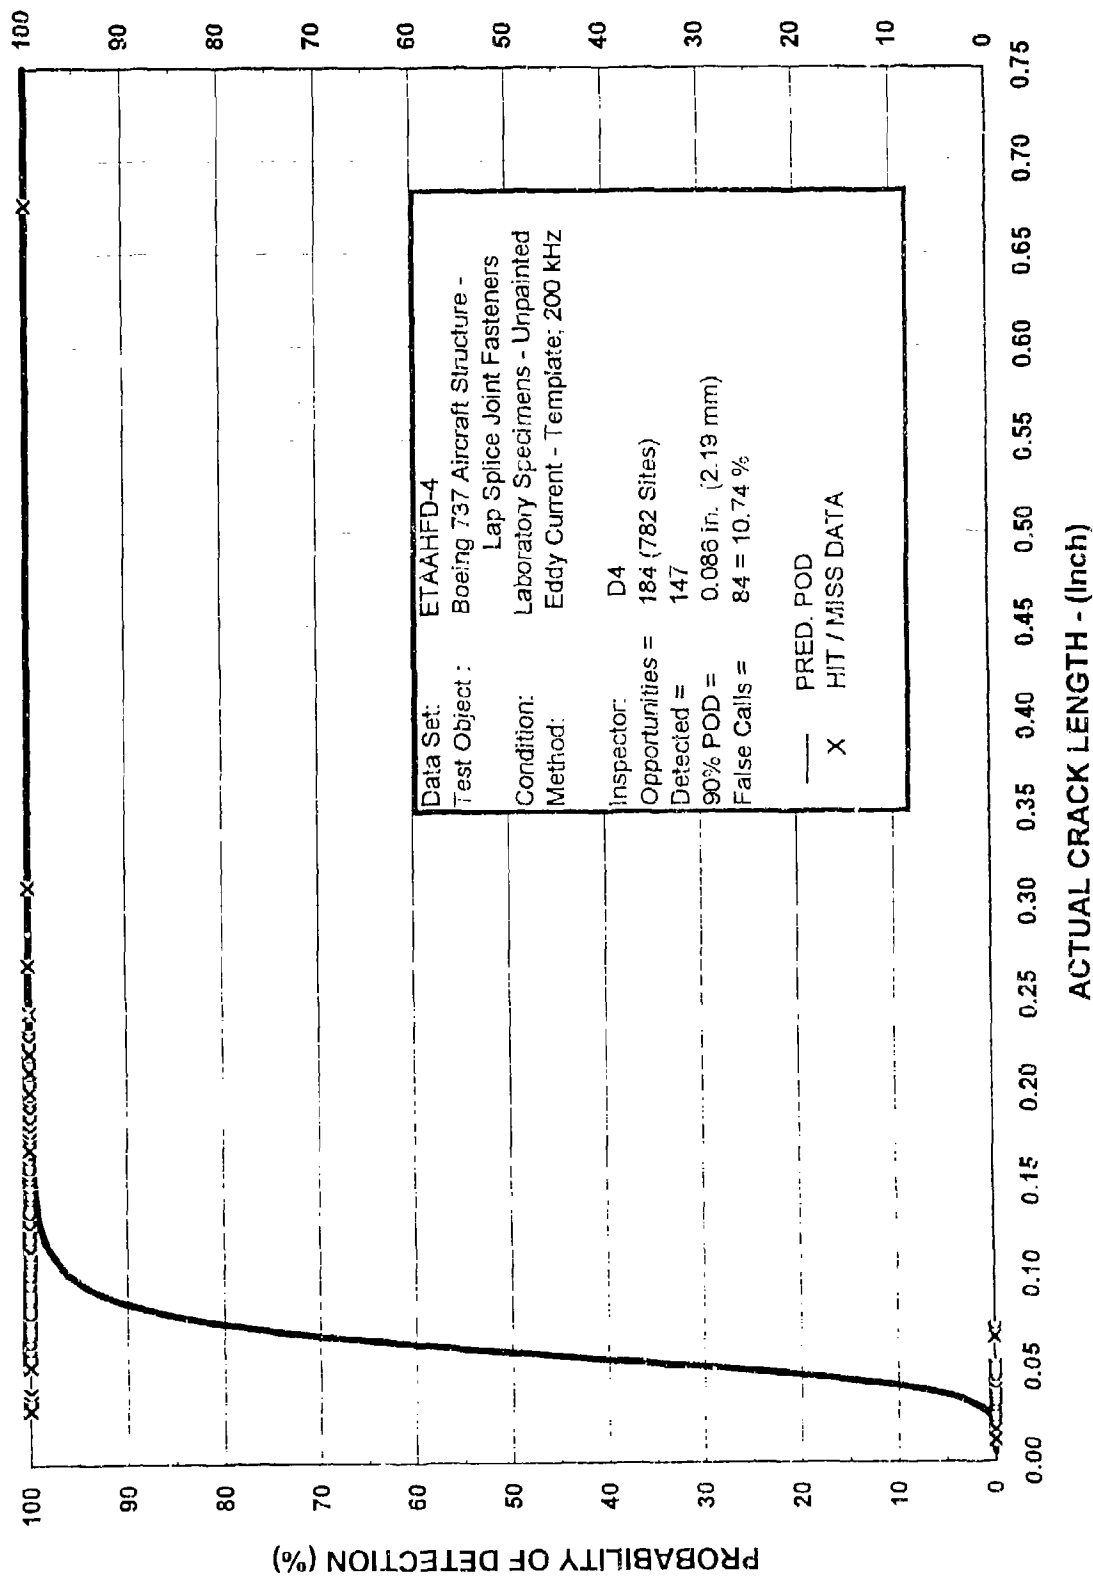 PROBABILITY OF DETECTION (%)
100
90
80
70
60
50
40
30
20
10
0
100
90
80
70
60
50
40
30
20
10
0
Data Set: ETAAHFD-4
Test Object : Boeing 737 Aircraft Structure -
Lap Splice Joint Fasteners
Condition: Laboratory Specimens - Unpainted
Method: Eddy Current - Template; 200 kHz
Inspector: D4
Opportunities = 184 (782 Sites)
Detected = 147
90% POD = 0.086 in. (2.19 mm)
False Calls = 84 = 10.74 %
PRED. POD
X HIT / MISS DATA
0.00 0.05 0.10 0.15 0.20 0.25 0.30 0.35 0.40 0.45 0.50 0.55 0.60 0.65 0.70 0.75
ACTUAL CRACK LENGTH - (Inch)